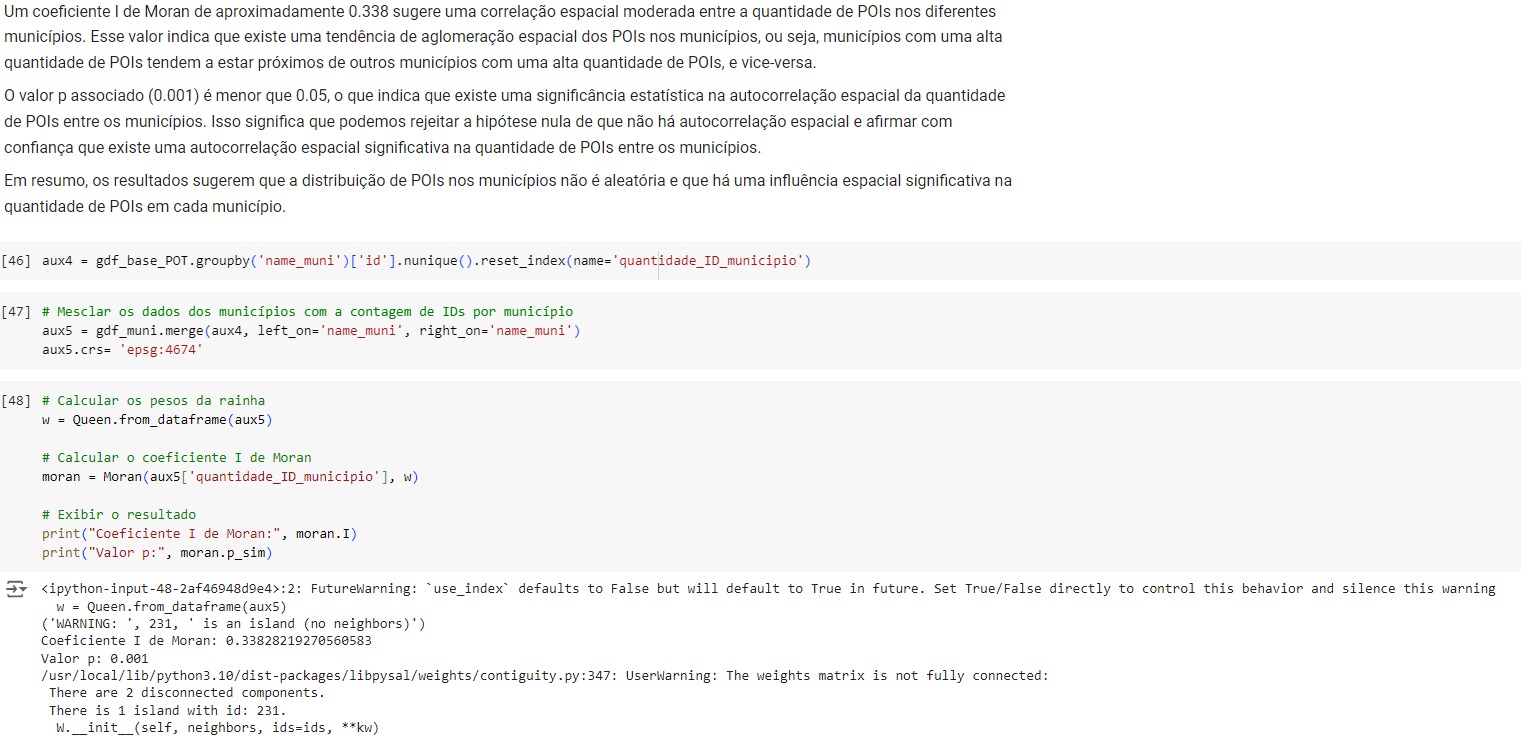 Um coeficiente I de Moran de aproximadamente 0.338 sugere uma correlação espacial moderada entre a quantidade de POIs nos diferentes
municípios. Esse valor indica que existe uma tendência de aglomeração espacial dos POIs nos municípios, ou seja, municípios com uma alta
quantidade de POIs tendem a estar próximos de outros municípios com uma alta quantidade de POIs, e vice-versa.
O valor p associado (0.001) é menor que 0.05, o que indica que existe uma significância estatística na autocorrelação espacial da quantidade
de POIs entre os municípios. Isso significa que podemos rejeitar a hipótese nula de que não há autocorrelação espacial e afirmar com
confiança que existe uma autocorrelação espacial significativa na quantidade de POIs entre os municípios.
Em resumo, os resultados sugerem que a distribuição de POIs nos municípios não é aleatória e que há uma influência espacial significativa na
quantidade de POIs em cada município.
[46] aux4 = gdf_base_POT.groupby('name_muni')['id'].nunique().reset_index(name='quantidade_ID_municipio')
[47] # Mesclar os dados dos municípios com a contagem de IDs por município
aux5 = gdf_muni.merge(aux4, left_on='name_muni', right_on='name_muni')
aux5.crs= 'epsg:4674'
[48] # Calcular os pesos da rainha
w = Queen.from_dataframe(aux5)
# Calcular o coeficiente I de Moran
moran = Moran(aux5['quantidade_ID_municipio'], w)
# Exibir o resultado
print("Coeficiente I de Moran:", moran.I)
print("Valor p:", moran.p_sim)
<ipython-input-48-2af46948d9e4>:2: FutureWarning: `use_index` defaults to False but will default to True in future. Set True/False directly to control this behavior and silence this warning
w = Queen.from_dataframe(aux5)
('WARNING: ', 231, ' is an island (no neighbors)')
Coeficiente I de Moran: 0.33828219270560583
Valor p: 0.001
/usr/local/lib/python3.10/dist-packages/libpysal/weights/contiguity.py:347: UserWarning: The weights matrix is not fully connected:
There are 2 disconnected components.
There is 1 island with id: 231.
W.__init__(self, neighbors, ids=ids, **kw)